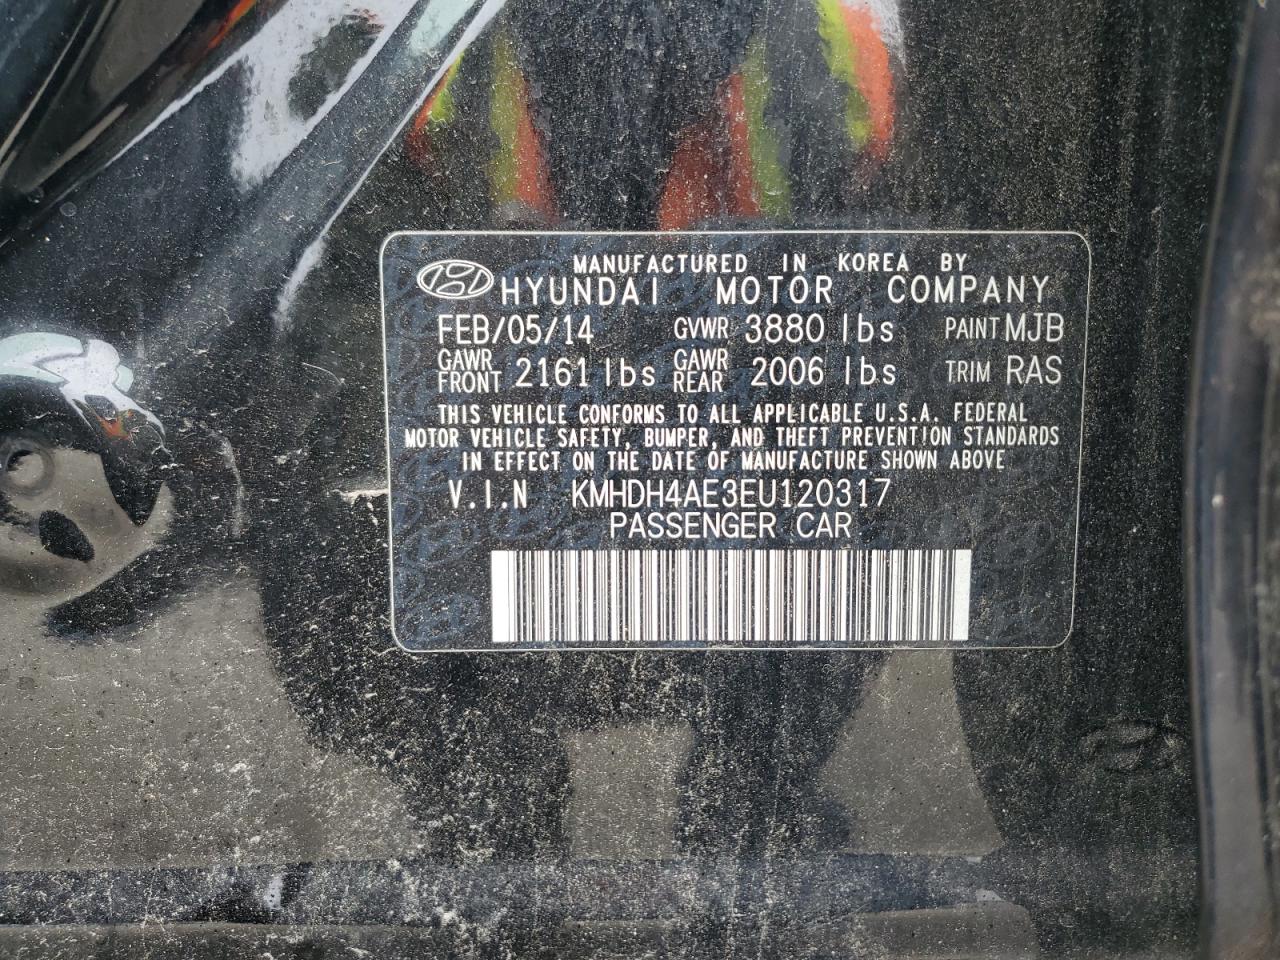 MANUFACTURED IN KOREA BY
HYUNDAI MOTOR COMPANY
FEB/05/14 GVWR 3880 lbs PAINT MJB
GAWR FRONT 2161 lbs GAWR REAR 2006 lbs TRIM RAS
THIS VEHICLE CONFORMS TO ALL APPLICABLE U.S.A. FEDERAL
MOTOR VEHICLE SAFETY, BUMPER, AND THEFT PREVENTION STANDARDS
IN EFFECT ON THE DATE OF MANUFACTURE SHOWN ABOVE
V.I.N KMHDH4AE3EU120317
PASSENGER CAR